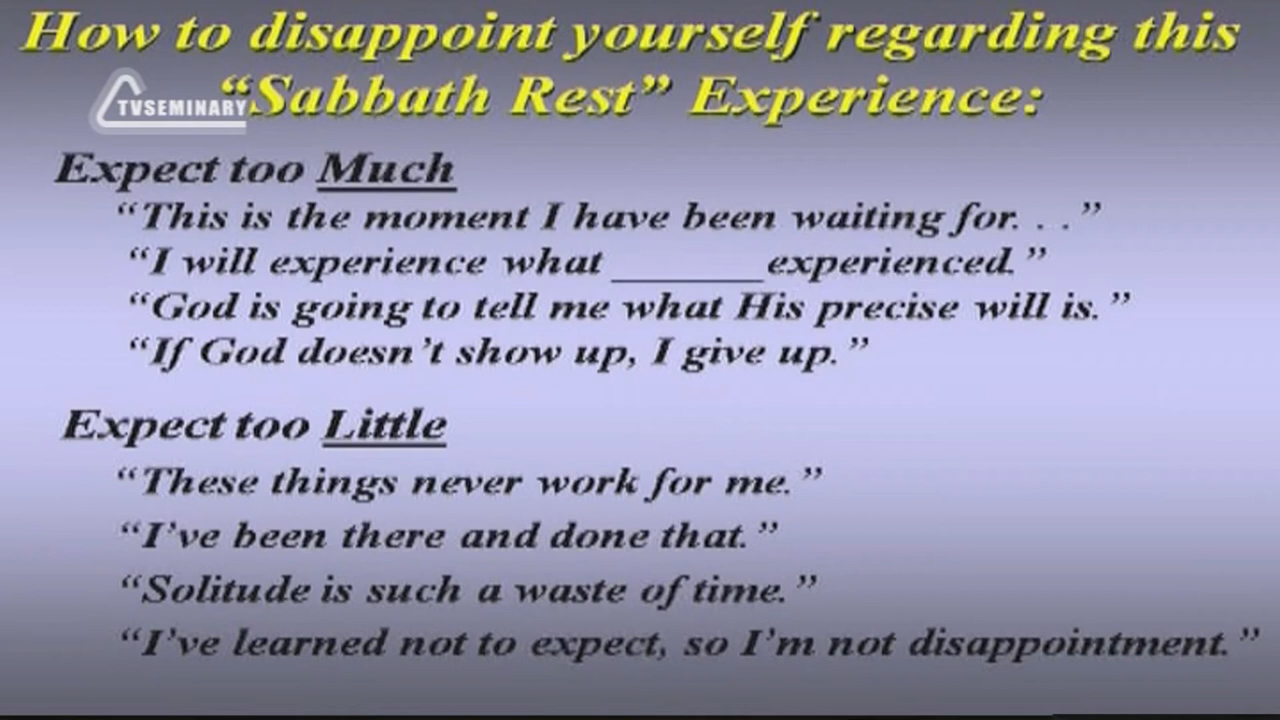 How to disappoint yourself regarding this
“Sabbath Rest” Experience:
TVSEMINARY
Expect too Much
“This is the moment I have been waiting for. . .”
“I will experience what _______ experienced.”
“God is going to tell me what His precise will is.”
“If God doesn’t show up, I give up.”
Expect too Little
“These things never work for me.”
“I’ve been there and done that.”
“Solitude is such a waste of time.”
“I’ve learned not to expect, so I’m not disappointment.”